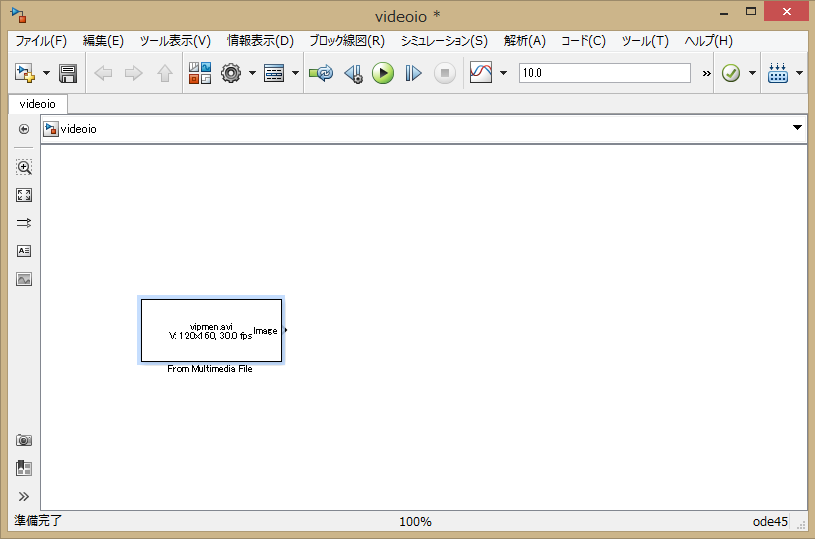 videoio *
ファイル(F) 編集(E) ツール表示(V) 情報表示(D) ブロック線図(R) シミュレーション(S) 解析(A) コード(C) ツール(T) ヘルプ(H)
10.0 »
videoio
videoio
vipmen.avi
V: 120x160, 30.0 fps
Image
From Multimedia File
準備完了 100% ode45